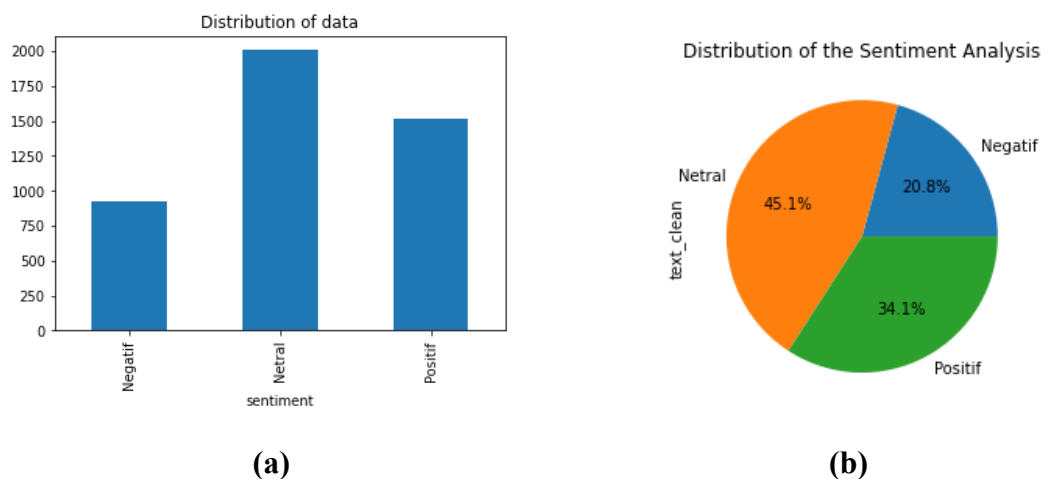 Distribution of data
2000
1750
1500
1250
1000
750
500
250
0
Negatif
Netral
Positif
sentiment
(a)
Distribution of the Sentiment Analysis
Negatif
20.8%
Netral
45.1%
text_clean
34.1%
Positif
(b)